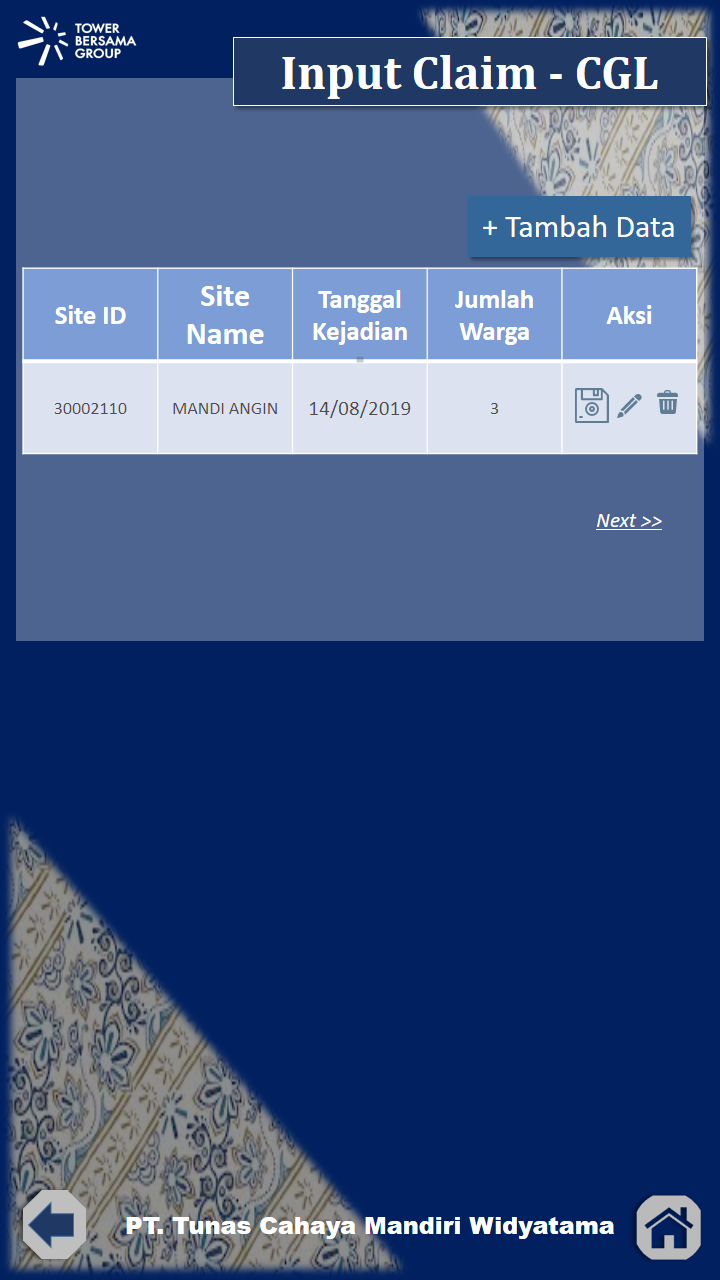 TOWER
BERSAMA
GROUP
Input Claim - CGL
+ Tambah Data
Site ID
Site Name
Tanggal Kejadian
Jumlah Warga
Aksi
30002110
MANDI ANGIN
14/08/2019
3
Next >>
PT. Tunas Cahaya Mandiri Widyatama